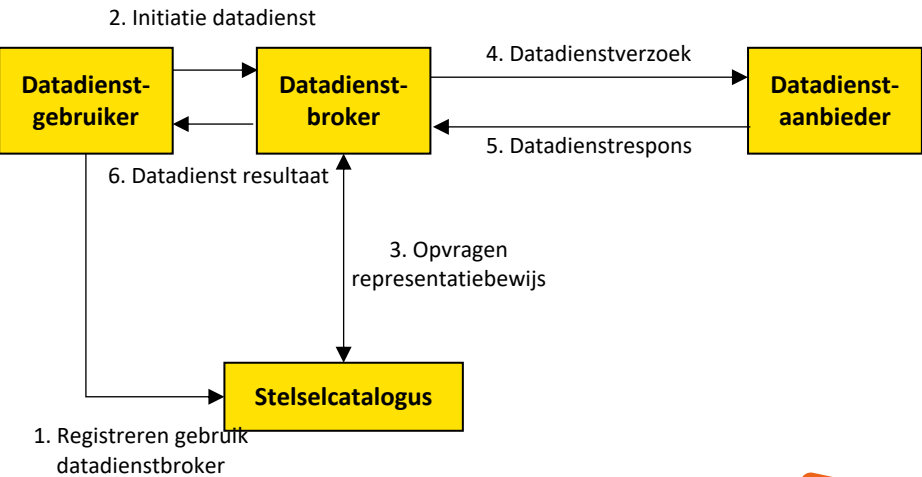 2. Initiatie datadienst
Datadienst-
gebruiker
Datadienst-
broker
4. Datadienstverzoek
Datadienst-
aanbieder
5. Datadienstrespons
6. Datadienst resultaat
3. Opvragen
representatiebewijs
Stelselcatalogus
1. Registreren gebruik
datadienstbroker